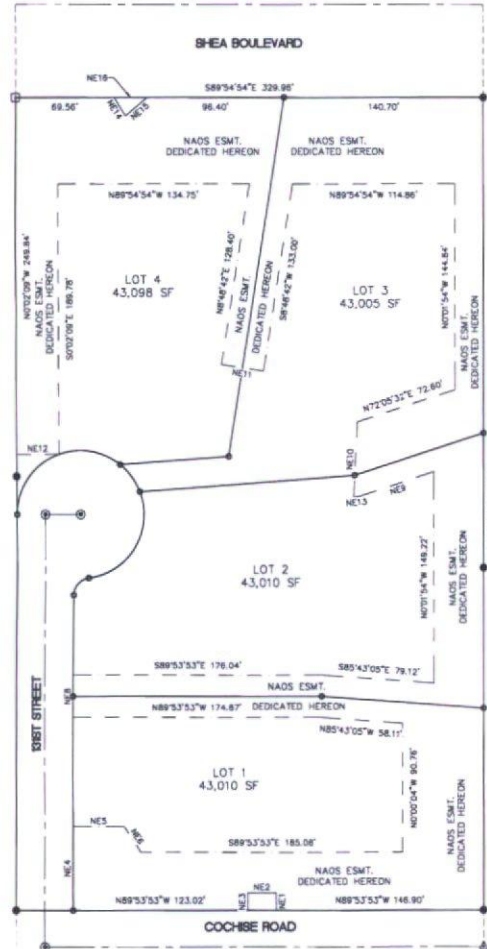 SHEA BOULEVARD
NE16
S89°54'54"E 329.96'
69.56'
NE14
NE15
96.40'
140.70'
NAOS ESMT.
DEDICATED HEREON
NAOS ESMT.
DEDICATED HEREON
N89°54'54"W 134.75'
N89°54'54"W 114.86'
N0°02'09"W 249.84'
NAOS ESMT.
DEDICATED HEREON
S0°02'09"E 189.78'
LOT 4
43,098 SF
N8°48'42"E 128.40'
NAOS ESMT.
DEDICATED HEREON
S8°48'42"W 133.00'
LOT 3
43,005 SF
N0°01'54"W 144.84'
NAOS ESMT.
DEDICATED HEREON
NE11
N72°05'32"E 72.60'
NE12
NE10
NE13
NE9
LOT 2
43,010 SF
N0°01'54"W 149.22'
NAOS ESMT.
DEDICATED HEREON
S89°53'53"E 176.04'
S85°43'05"E 79.12'
NE8
NAOS ESMT.
DEDICATED HEREON
N89°53'53"W 174.87'
N85°43'05"W 58.11'
131ST STREET
LOT 1
43,010 SF
N0°00'04"W 90.76'
NAOS ESMT.
DEDICATED HEREON
NE5
NE6
S89°53'53"E 185.06'
NE4
NAOS ESMT.
DEDICATED HEREON
N89°53'53"W 123.02'
NE3
NE2
NE1
N89°53'53"W 146.90'
COCHISE ROAD